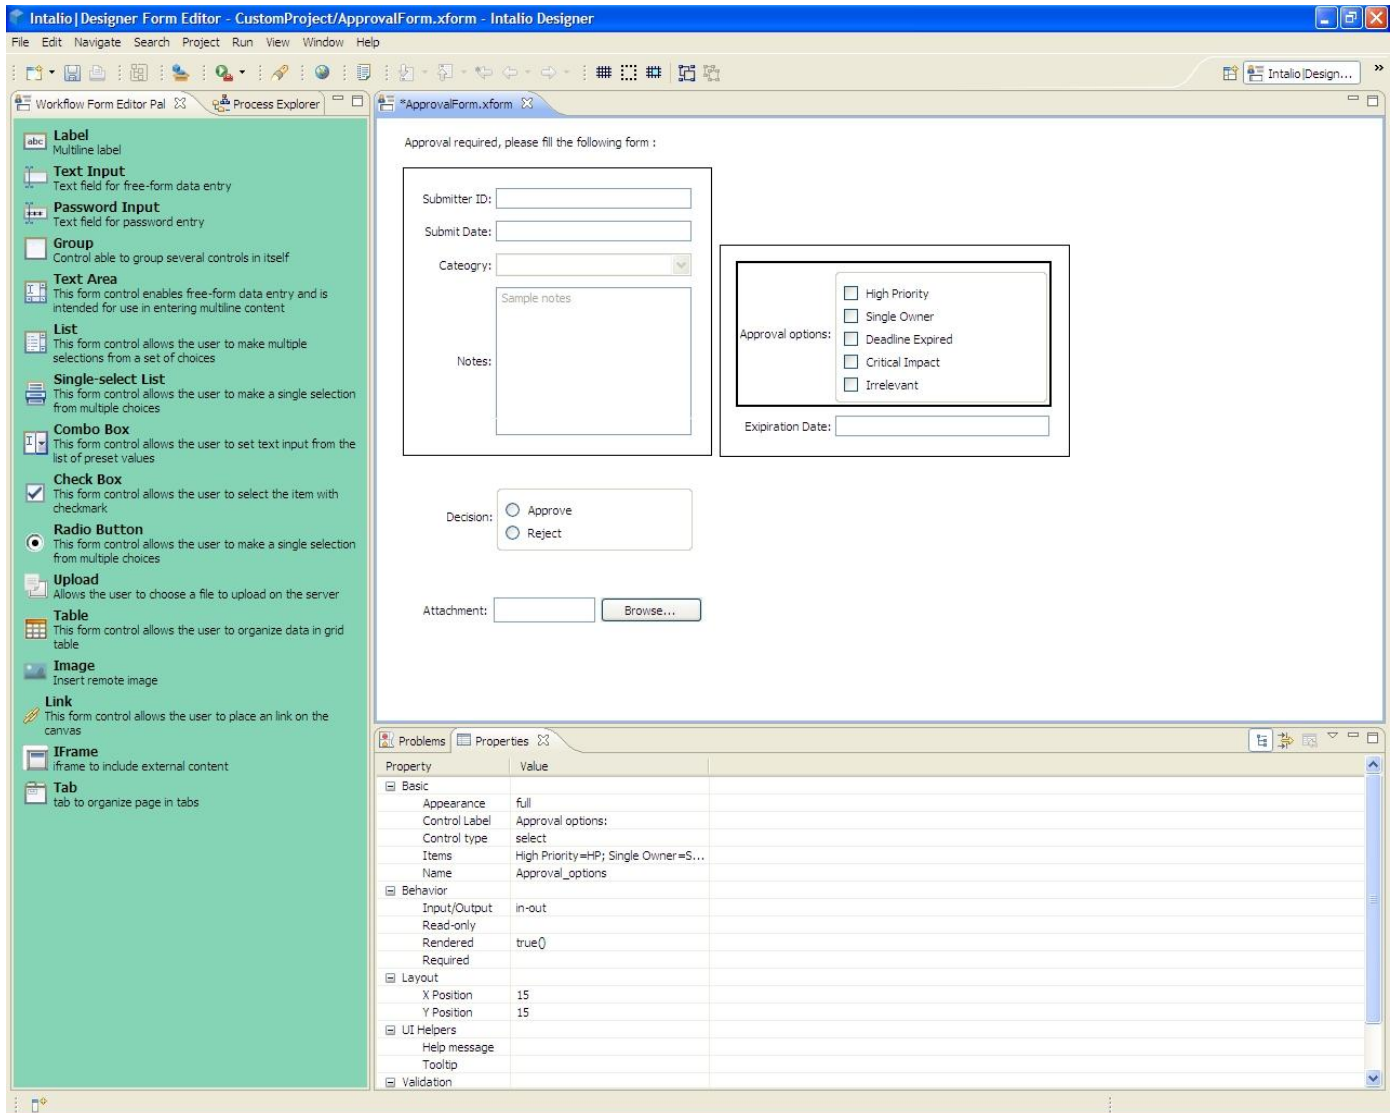 Intalio|Designer Form Editor - CustomProject/ApprovalForm.xform - Intalio Designer
File Edit Navigate Search Project Run View Window Help
Intalio|Design... »
Workflow Form Editor Pal
Process Explorer
*ApprovalForm.xform
abc
Label
Multiline label
Text Input
Text field for free-form data entry
Password Input
Text field for password entry
Group
Control able to group several controls in itself
Text Area
This form control enables free-form data entry and is
intended for use in entering multiline content
List
This form control allows the user to make multiple
selections from a set of choices
Single-select List
This form control allows the user to make a single selection
from multiple choices
Combo Box
This form control allows the user to set text input from the
list of preset values
Check Box
This form control allows the user to select the item with
checkmark
Radio Button
This form control allows the user to make a single selection
from multiple choices
Upload
Allows the user to choose a file to upload on the server
Table
This form control allows the user to organize data in grid
table
Image
Insert remote image
Link
This form control allows the user to place an link on the
canvas
IFrame
iframe to include external content
Tab
tab to organize page in tabs
Approval required, please fill the following form :
Submitter ID:
Submit Date:
Cateogry:
Notes:
Sample notes
Approval options:
High Priority
Single Owner
Deadline Expired
Critical Impact
Irrelevant
Exipiration Date:
Decision:
Approve
Reject
Attachment:
Browse...
Problems
Properties
Property Value
Basic
Appearance full
Control Label Approval options:
Control type select
Items High Priority=HP; Single Owner=S...
Name Approval_options
Behavior
Input/Output in-out
Read-only
Rendered true()
Required
Layout
X Position 15
Y Position 15
UI Helpers
Help message
Tooltip
Validation